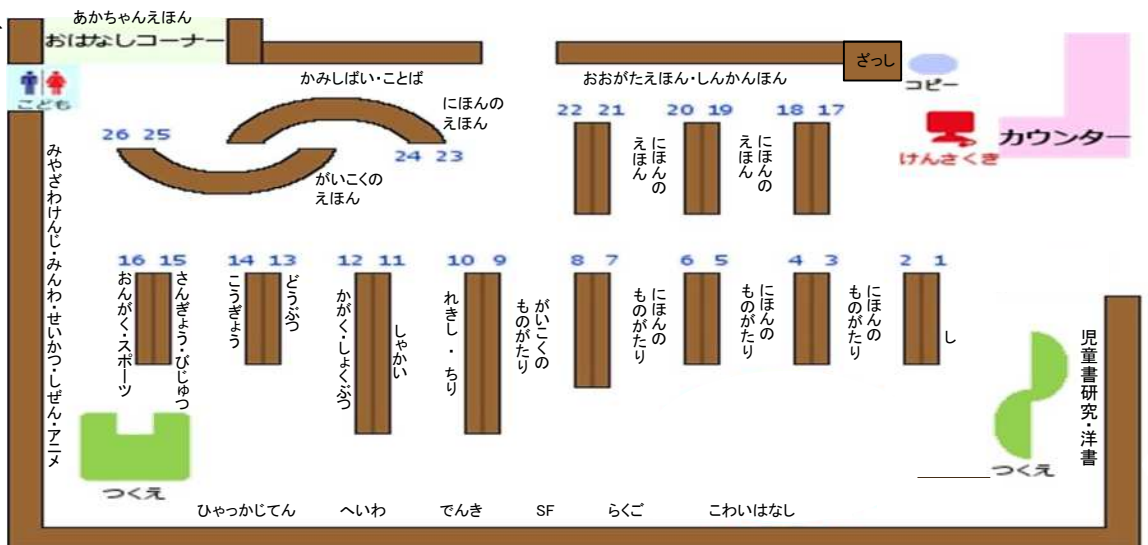 あかちゃんえほん
おはなしコーナー
ざっし
かみしばい・ことば
おおがたえほん・しんかんほん
コピー
こども
にほんの
えほん
22 21
20 19
18 17
カウンター
けんさくき
26 25
24 23
がいこくの
えほん
にほんの
えほん
にほんの
えほん
みやざわけんじ・みんわ・せいかつ・しぜん・アニメ
16 15
14 13
12 11
10 9
8 7
6 5
4 3
2 1
おんがく・スポーツ
さんぎょう・びじゅつ
こうぎょう
どうぶつ
かがく・しょくぶつ
しゃかい
れきし・ちり
がいこくの
ものがたり
にほんの
ものがたり
にほんの
ものがたり
にほんの
ものがたり
し
児童書研究・洋書
つくえ
つくえ
ひゃっかじてん
へいわ
でんき
SF
らくご
こわいはなし